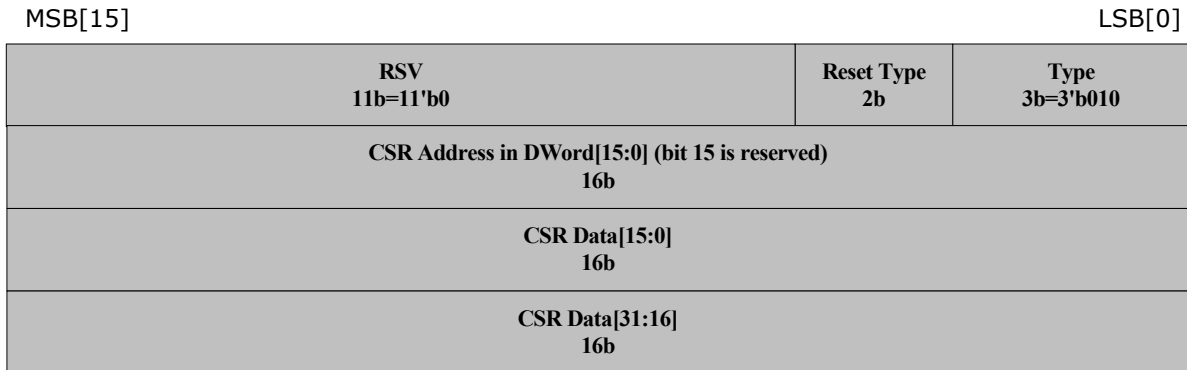 MSB[15] LSB[0]
RSV
11b=11'b0
Reset Type
2b
Type
3b=3'b010
CSR Address in DWord[15:0] (bit 15 is reserved)
16b
CSR Data[15:0]
16b
CSR Data[31:16]
16b